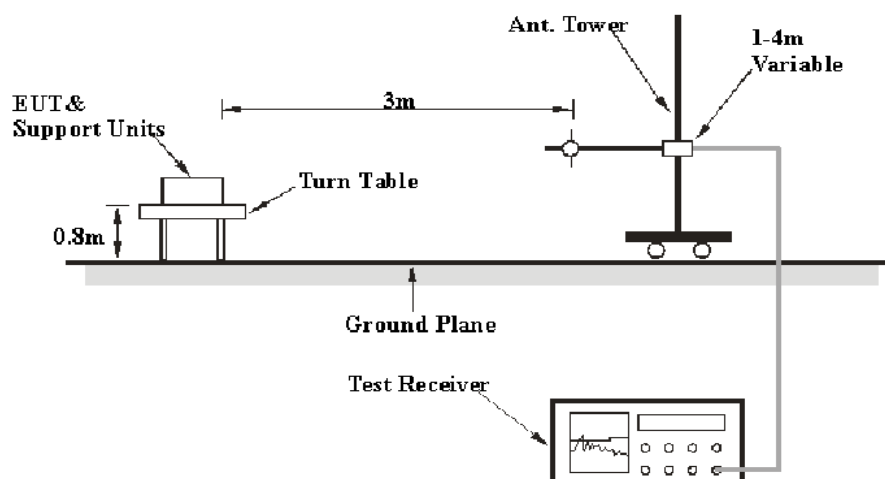 Ant. Tower
1-4m
Variable
3m
EUT &
Support Units
Turn Table
0.8m
Ground Plane
Test Receiver